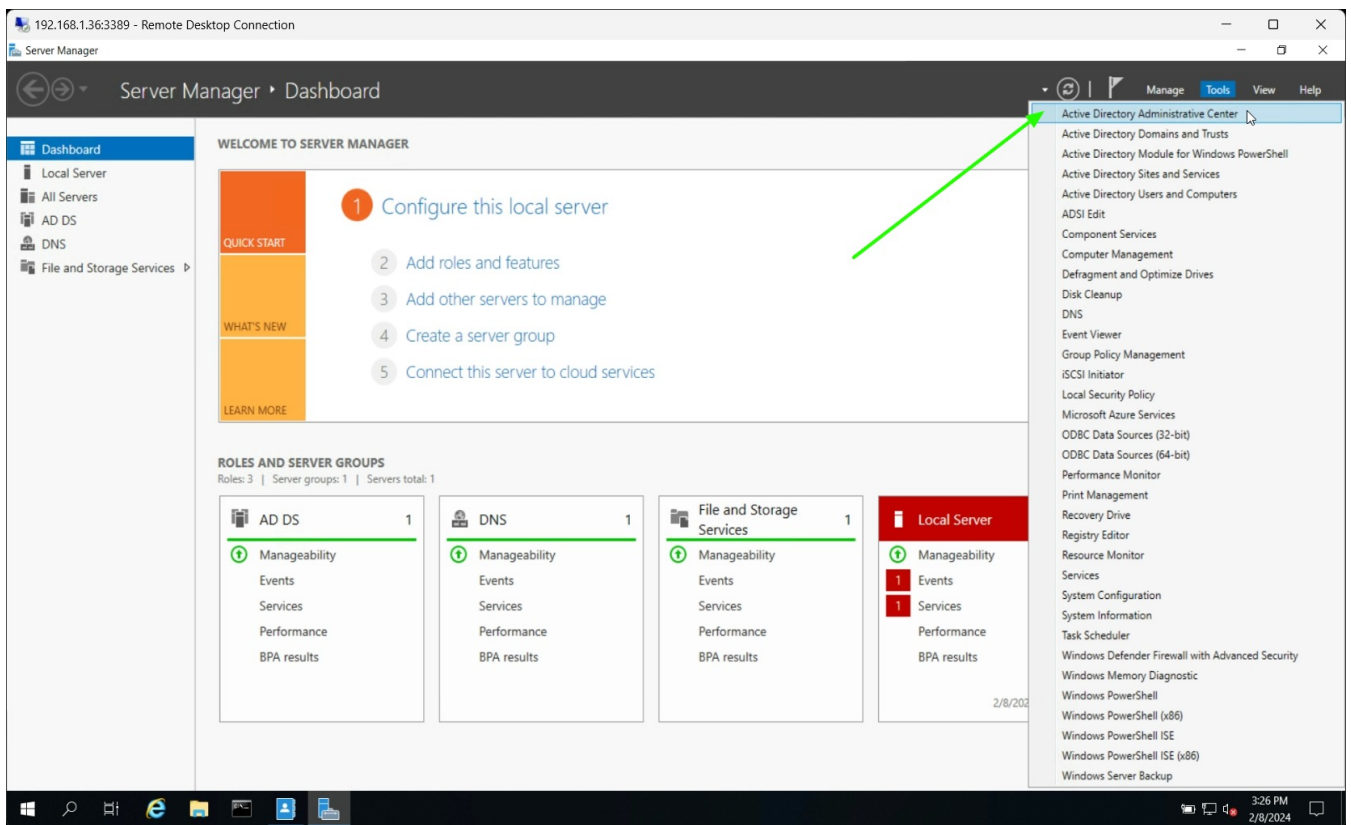 192.168.1.36:3389 - Remote Desktop Connection
Server Manager
Server Manager • Dashboard
Manage Tools View Help
Dashboard
Local Server
All Servers
AD DS
DNS
File and Storage Services
WELCOME TO SERVER MANAGER
QUICK START
WHAT'S NEW
LEARN MORE
1 Configure this local server
2 Add roles and features
3 Add other servers to manage
4 Create a server group
5 Connect this server to cloud services
ROLES AND SERVER GROUPS
Roles: 3 | Server groups: 1 | Servers total: 1
AD DS 1
Manageability
Events
Services
Performance
BPA results
DNS 1
Manageability
Events
Services
Performance
BPA results
File and Storage
Services 1
Manageability
Events
Services
Performance
BPA results
Local Server
Manageability
1 Events
1 Services
Performance
BPA results
2/8/202
Active Directory Administrative Center
Active Directory Domains and Trusts
Active Directory Module for Windows PowerShell
Active Directory Sites and Services
Active Directory Users and Computers
ADSI Edit
Component Services
Computer Management
Defragment and Optimize Drives
Disk Cleanup
DNS
Event Viewer
Group Policy Management
iSCSI Initiator
Local Security Policy
Microsoft Azure Services
ODBC Data Sources (32-bit)
ODBC Data Sources (64-bit)
Performance Monitor
Print Management
Recovery Drive
Registry Editor
Resource Monitor
Services
System Configuration
System Information
Task Scheduler
Windows Defender Firewall with Advanced Security
Windows Memory Diagnostic
Windows PowerShell
Windows PowerShell (x86)
Windows PowerShell ISE
Windows PowerShell ISE (x86)
Windows Server Backup
3:26 PM
2/8/2024